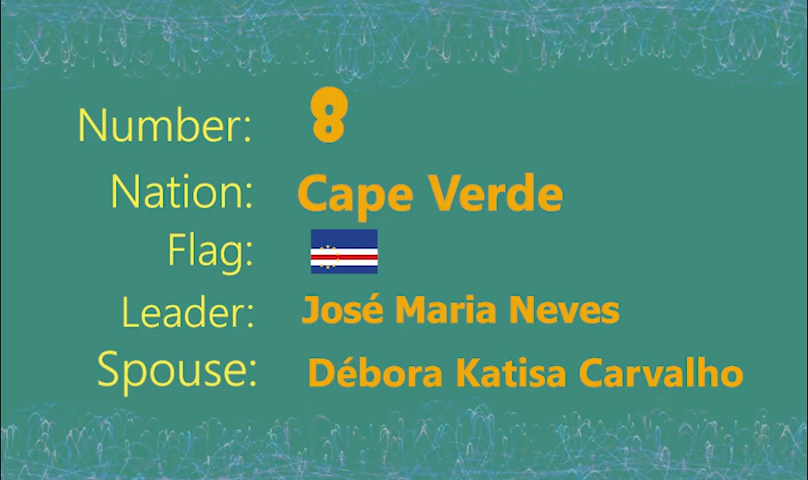 Number: 8
Nation: Cape Verde
Flag:
Leader: José Maria Neves
Spouse: Débora Katisa Carvalho